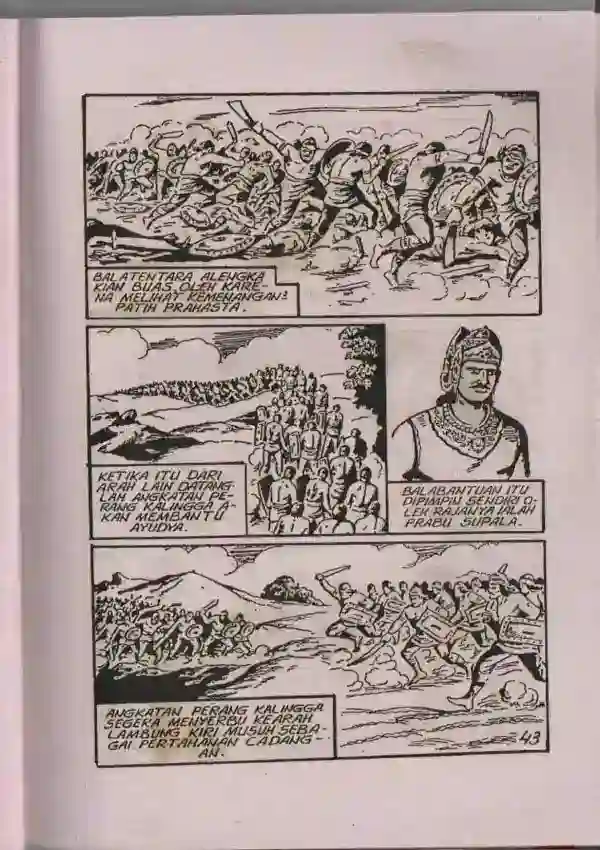 BALATENTARA ALENGKA
KIAN BUAS, OLEH KARE-
NA MELIHAT KEMENANGAN²
PATIH PRAHASTA.
KETIKA ITU DARI
ARAH LAIN DATANG-
LAH ANGKATAN PE-
RANG KALINGGA A-
KAN MEMBANTU
AYUDYA.
BALABANTUAN ITU
DIPIMPIN SENDIRI O-
LEH RAJANYA IALAH
PRABU SUPALA.
ANGKATAN PERANG KALINGGA
SEGERA MENYERBU KEARAH
LAMBUNG KIRI MUSUH SEBA-
GAI PERTAHANAN CADANG-
AN.
43